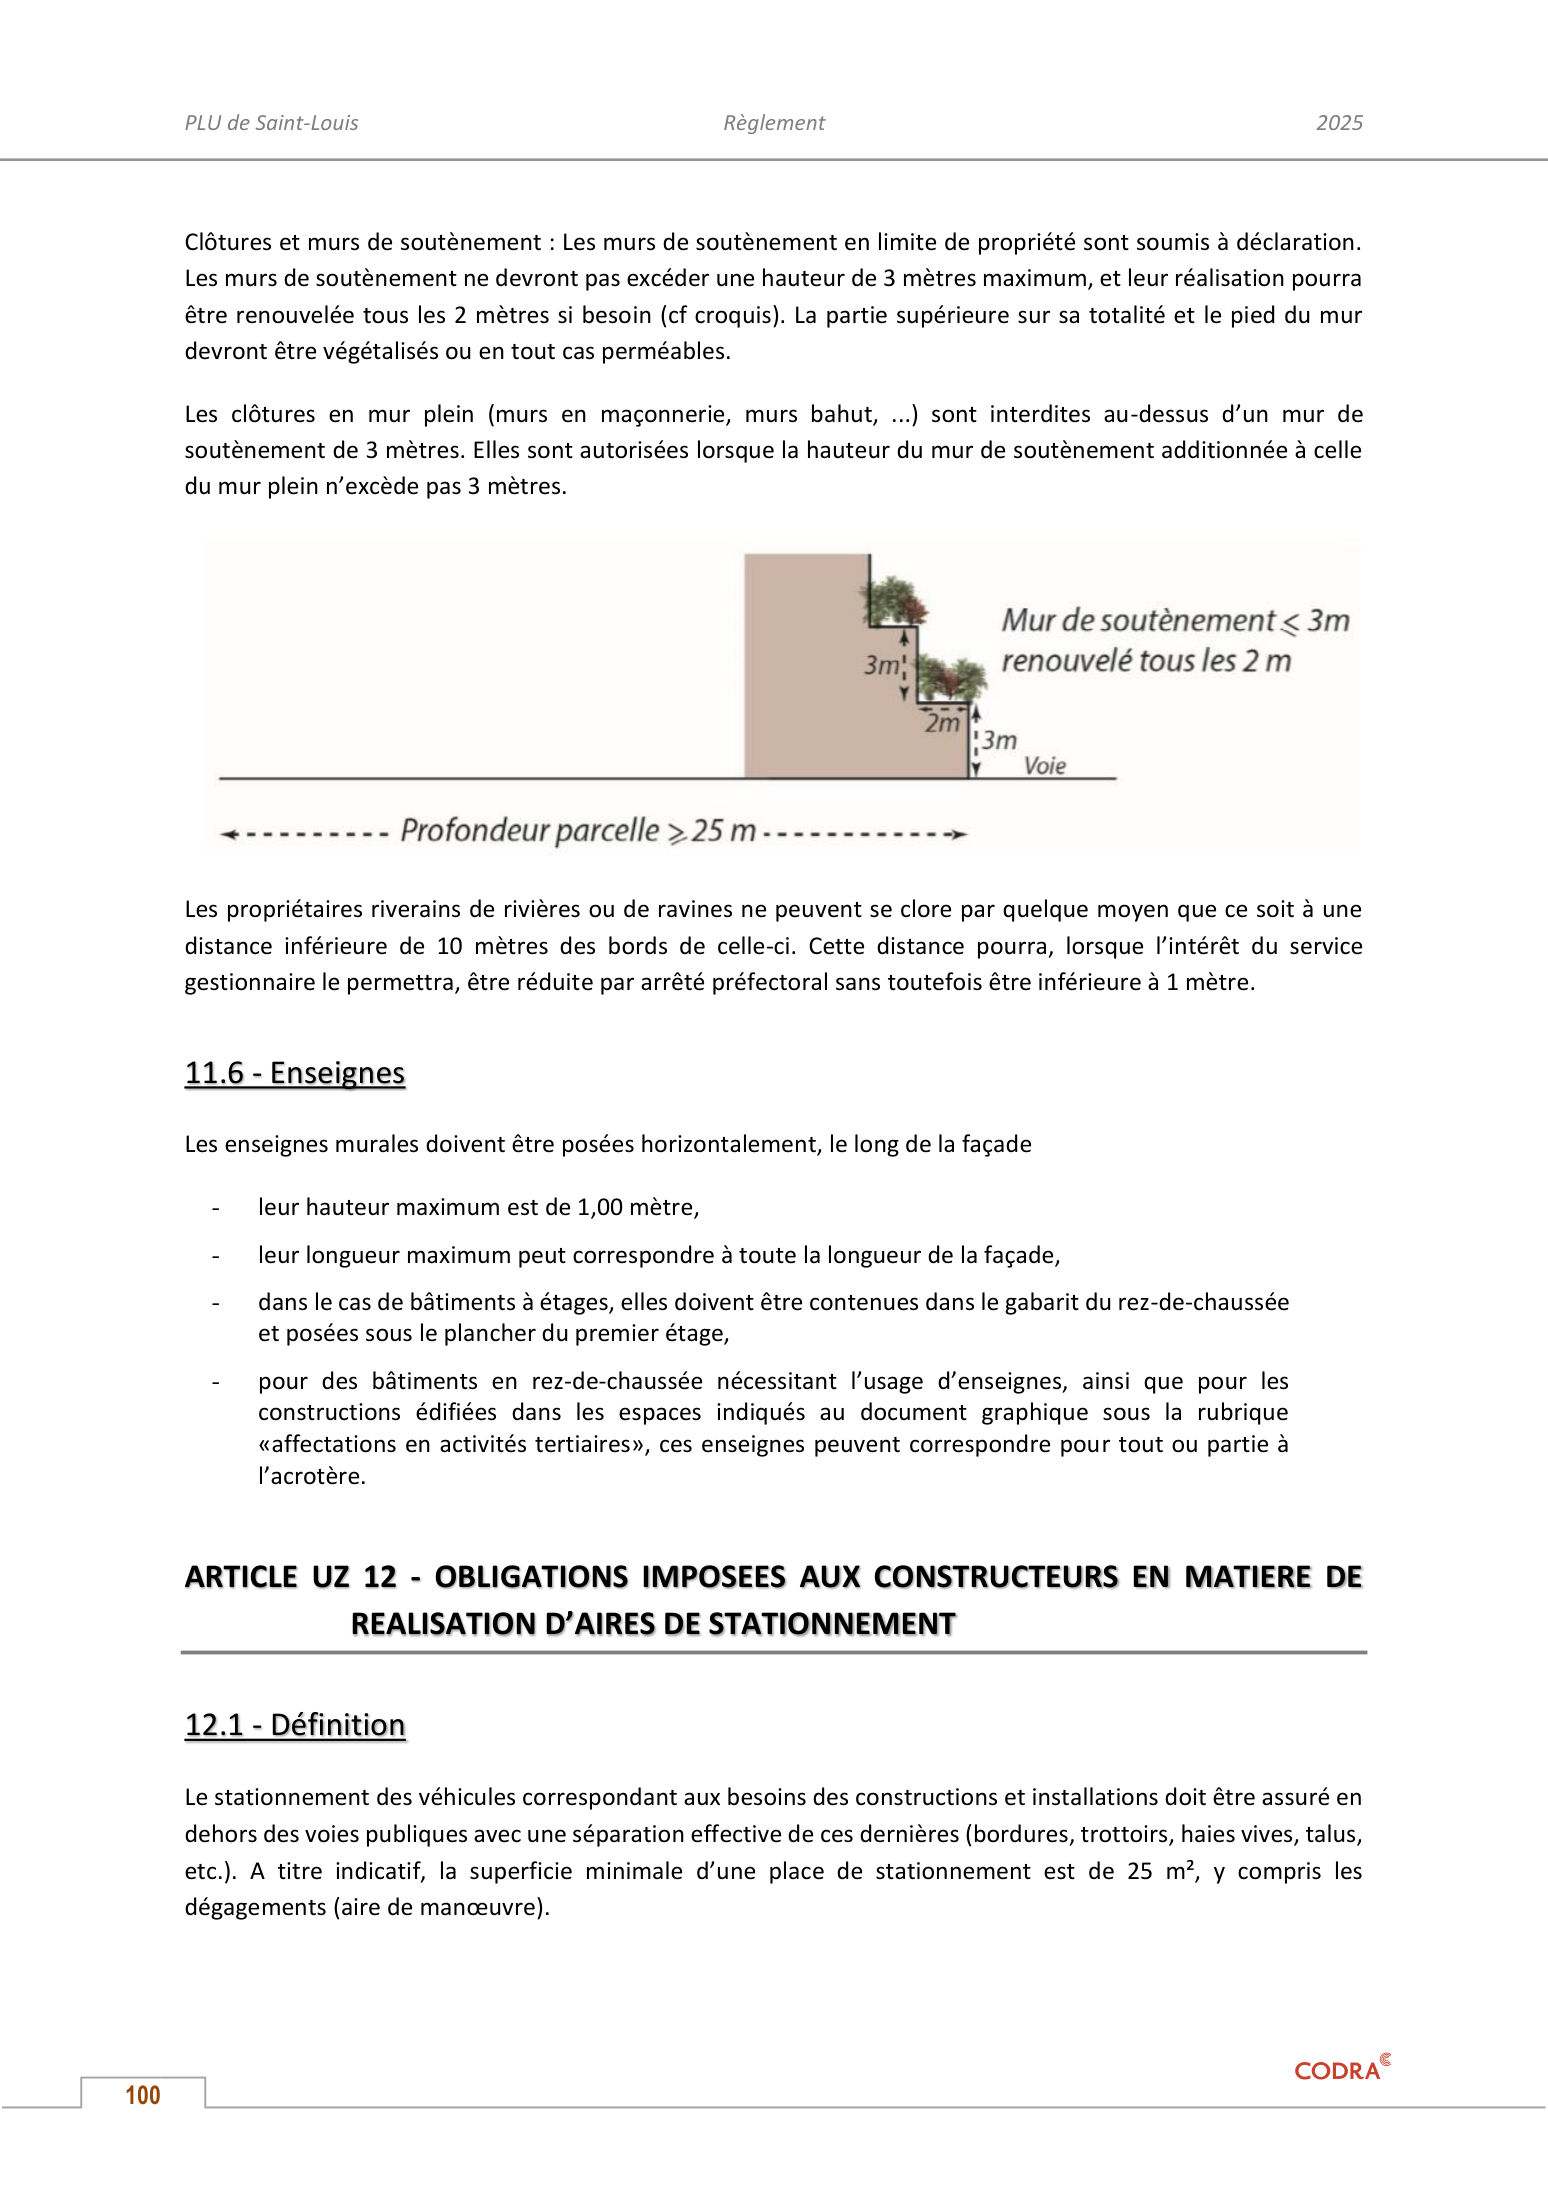 PLU de Saint-Louis Règlement 2025
Clôtures et murs de soutènement : Les murs de soutènement en limite de propriété sont soumis à déclaration.
Les murs de soutènement ne devront pas excéder une hauteur de 3 mètres maximum, et leur réalisation pourra
être renouvelée tous les 2 mètres si besoin (cf croquis). La partie supérieure sur sa totalité et le pied du mur
devront être végétalisés ou en tout cas perméables.
Les clôtures en mur plein (murs en maçonnerie, murs bahut, ...) sont interdites au-dessus d’un mur de
soutènement de 3 mètres. Elles sont autorisées lorsque la hauteur du mur de soutènement additionnée à celle
du mur plein n’excède pas 3 mètres.
Mur de soutènement ⩽ 3m
renouvelé tous les 2 m
3m
2m
3m
Voie
Profondeur parcelle ⩾ 25 m
Les propriétaires riverains de rivières ou de ravines ne peuvent se clore par quelque moyen que ce soit à une
distance inférieure de 10 mètres des bords de celle-ci. Cette distance pourra, lorsque l’intérêt du service
gestionnaire le permettra, être réduite par arrêté préfectoral sans toutefois être inférieure à 1 mètre.
11.6 - Enseignes
Les enseignes murales doivent être posées horizontalement, le long de la façade
- leur hauteur maximum est de 1,00 mètre,
- leur longueur maximum peut correspondre à toute la longueur de la façade,
- dans le cas de bâtiments à étages, elles doivent être contenues dans le gabarit du rez-de-chaussée
et posées sous le plancher du premier étage,
- pour des bâtiments en rez-de-chaussée nécessitant l’usage d’enseignes, ainsi que pour les
constructions édifiées dans les espaces indiqués au document graphique sous la rubrique
«affectations en activités tertiaires», ces enseignes peuvent correspondre pour tout ou partie à
l’acrotère.
ARTICLE UZ 12 - OBLIGATIONS IMPOSEES AUX CONSTRUCTEURS EN MATIERE DE
REALISATION D’AIRES DE STATIONNEMENT
12.1 - Définition
Le stationnement des véhicules correspondant aux besoins des constructions et installations doit être assuré en
dehors des voies publiques avec une séparation effective de ces dernières (bordures, trottoirs, haies vives, talus,
etc.). A titre indicatif, la superficie minimale d’une place de stationnement est de 25 m², y compris les
dégagements (aire de manœuvre).
CODRA
100